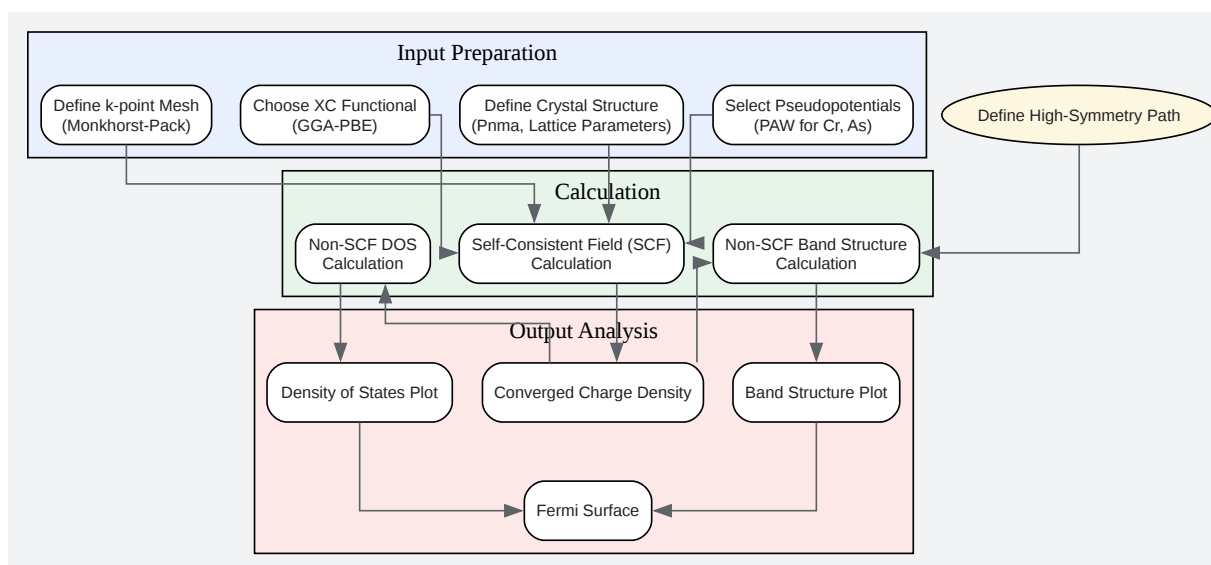 Input Preparation
Define k-point Mesh
(Monkhorst-Pack)
Choose XC Functional
(GGA-PBE)
Define Crystal Structure
(Pnma, Lattice Parameters)
Select Pseudopotentials
(PAW for Cr, As)
Define High-Symmetry Path
Calculation
Non-SCF DOS
Calculation
Self-Consistent Field (SCF)
Calculation
Non-SCF Band Structure
Calculation
Output Analysis
Density of States Plot
Converged Charge Density
Band Structure Plot
Fermi Surface